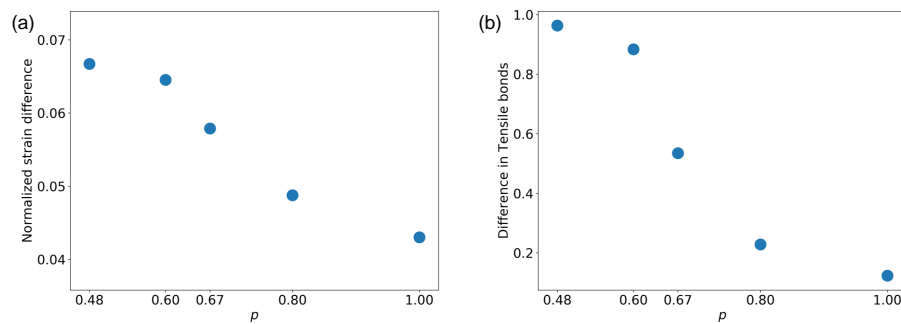 (a)
Normalized strain difference
0.07
0.06
0.05
0.04
0.48 0.60 0.67 0.80 1.00
p
(b)
Difference in Tensile bonds
1.0
0.8
0.6
0.4
0.2
0.48 0.60 0.67 0.80 1.00
p